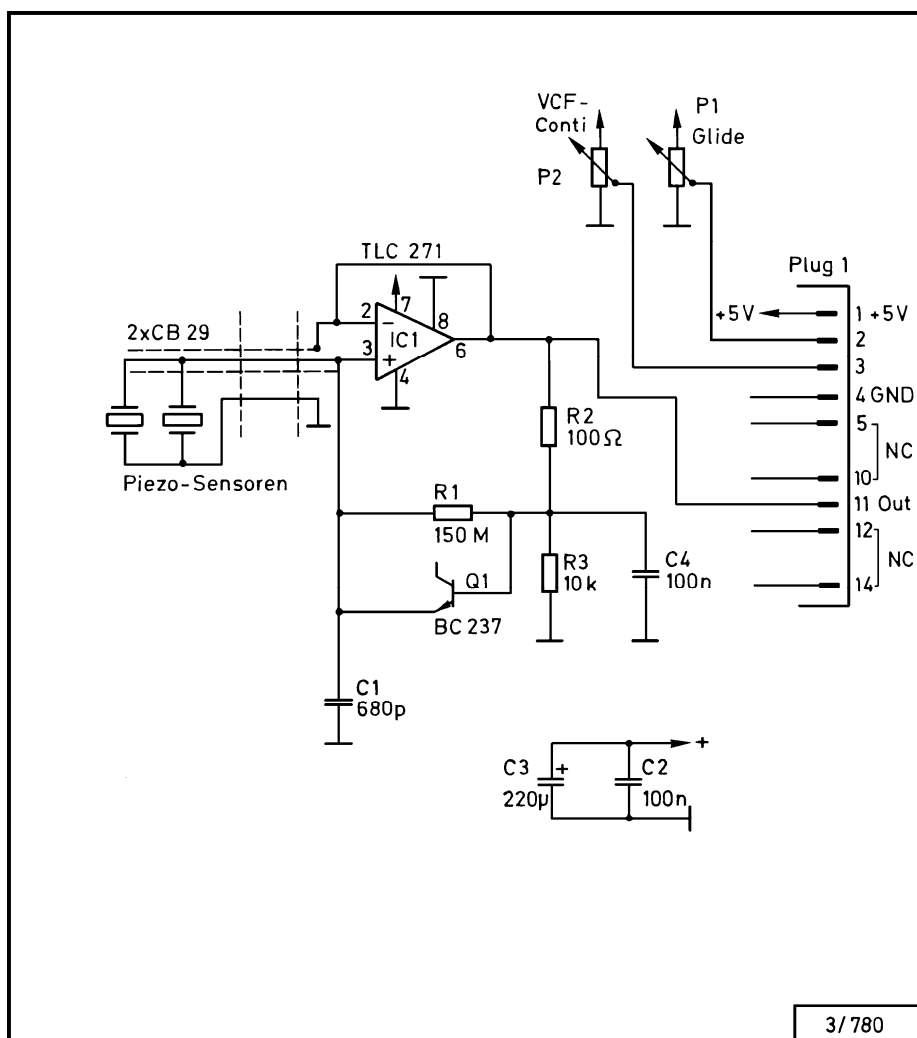 VCF-
Conti
P2
P1
Glide
TLC 271
Plug 1
2xCB 29
2
3
7
8
IC1
6
4
+5V
1 +5V
2
3
4 GND
5
NC
10
11 Out
12
NC
14
Piezo-Sensoren
R2
100Ω
R1
150 M
Q1
BC 237
R3
10k
C4
100n
C1
680p
+
C3
+
220µ
C2
100n
3/780